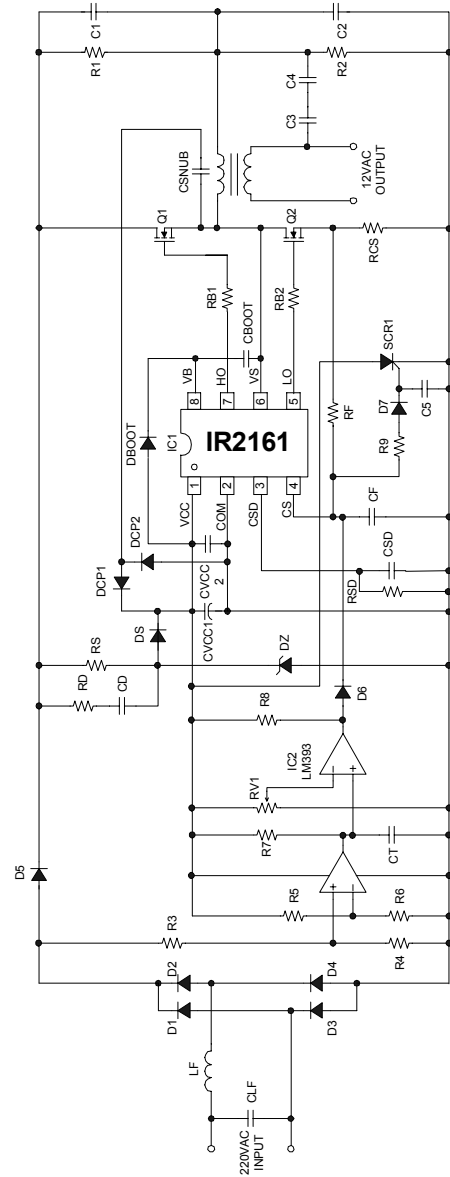 220VAC
INPUT
CLF
LF
D1
D2
D3
D4
D5
R3
R4
R5
R6
R7
CT
RV1
IC2
LM393
R8
D6
RD
CD
RS
DS
DZ
DCP1
DCP2
CVCC1
CVCC
2
DBOOT
IC1
IR2161
1
2
3
4
5
6
7
8
VCC
COM
CSD
CS
VB
HO
VS
LO
CBOOT
RSD
CSD
CF
RF
R9
D7
C5
SCR1
RB1
RB2
Q1
Q2
RCS
CSNUB
12VAC
OUTPUT
C3
C4
R1
C1
R2
C2